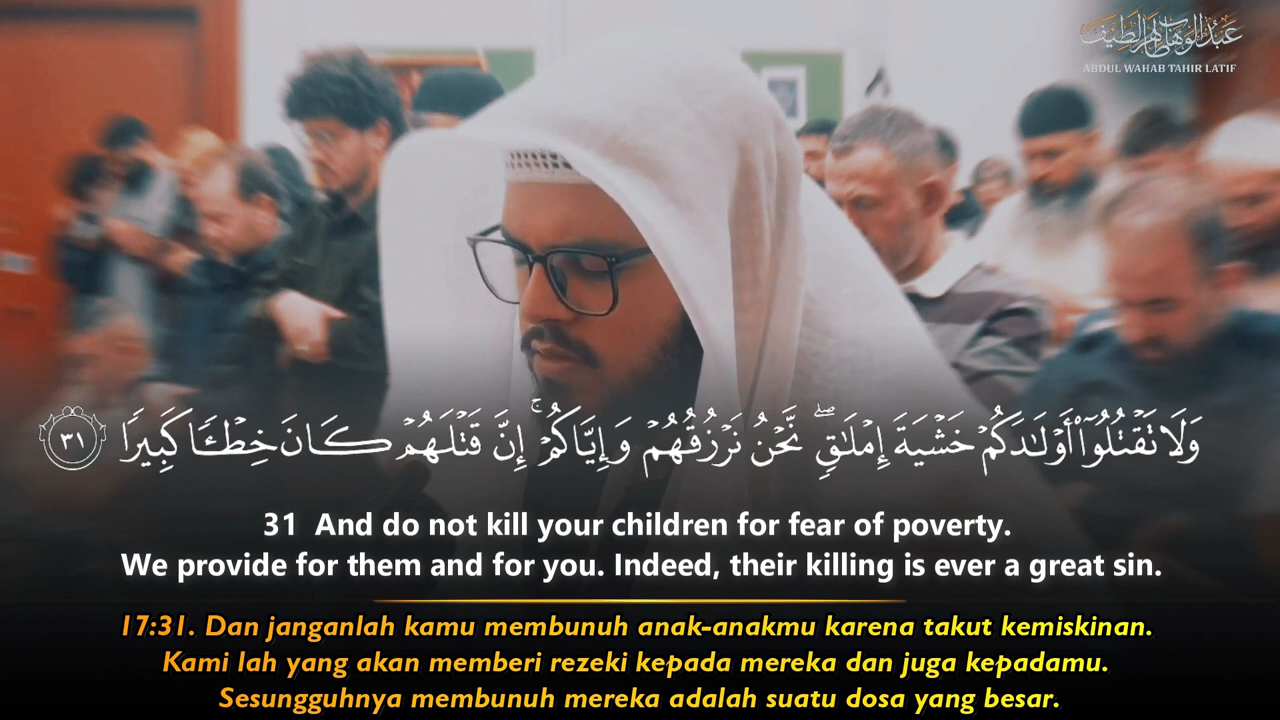 عبد الوهاب طاهر لطيف
ABDUL WAHAB TAHIR LATIF
وَلَا تَقْتُلُوٓا۟ أَوْلَـٰدَكُمْ خَشْيَةَ إِمْلَـٰقٍۢ ۖ نَّحْنُ نَرْزُقُهُمْ وَإِيَّاكُمْ ۚ إِنَّ قَتْلَهُمْ كَانَ خِطْـًۭٔا كَبِيرًۭا ٣١
31 And do not kill your children for fear of poverty.
We provide for them and for you. Indeed, their killing is ever a great sin.
17:31. Dan janganlah kamu membunuh anak-anakmu karena takut kemiskinan.
Kami lah yang akan memberi rezeki kepada mereka dan juga kepadamu.
Sesungguhnya membunuh mereka adalah suatu dosa yang besar.